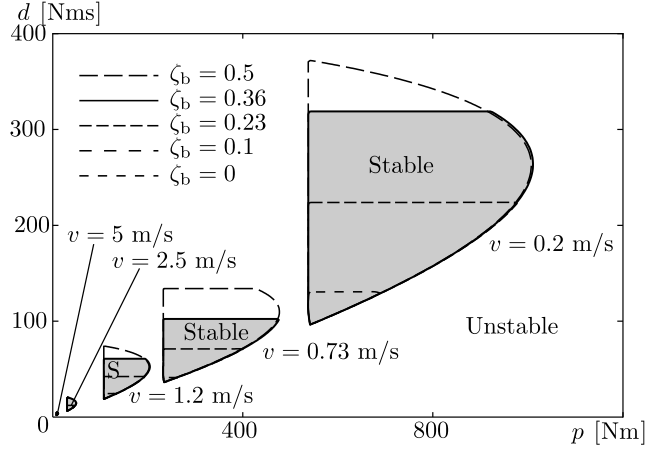 d [Nms]
400
ζb = 0.5
ζb = 0.36
ζb = 0.23
ζb = 0.1
ζb = 0
300
Stable
200
v = 5 m/s
v = 2.5 m/s
v = 0.2 m/s
100
Stable
Unstable
v = 0.73 m/s
S
v = 1.2 m/s
0
400
800
p [Nm]